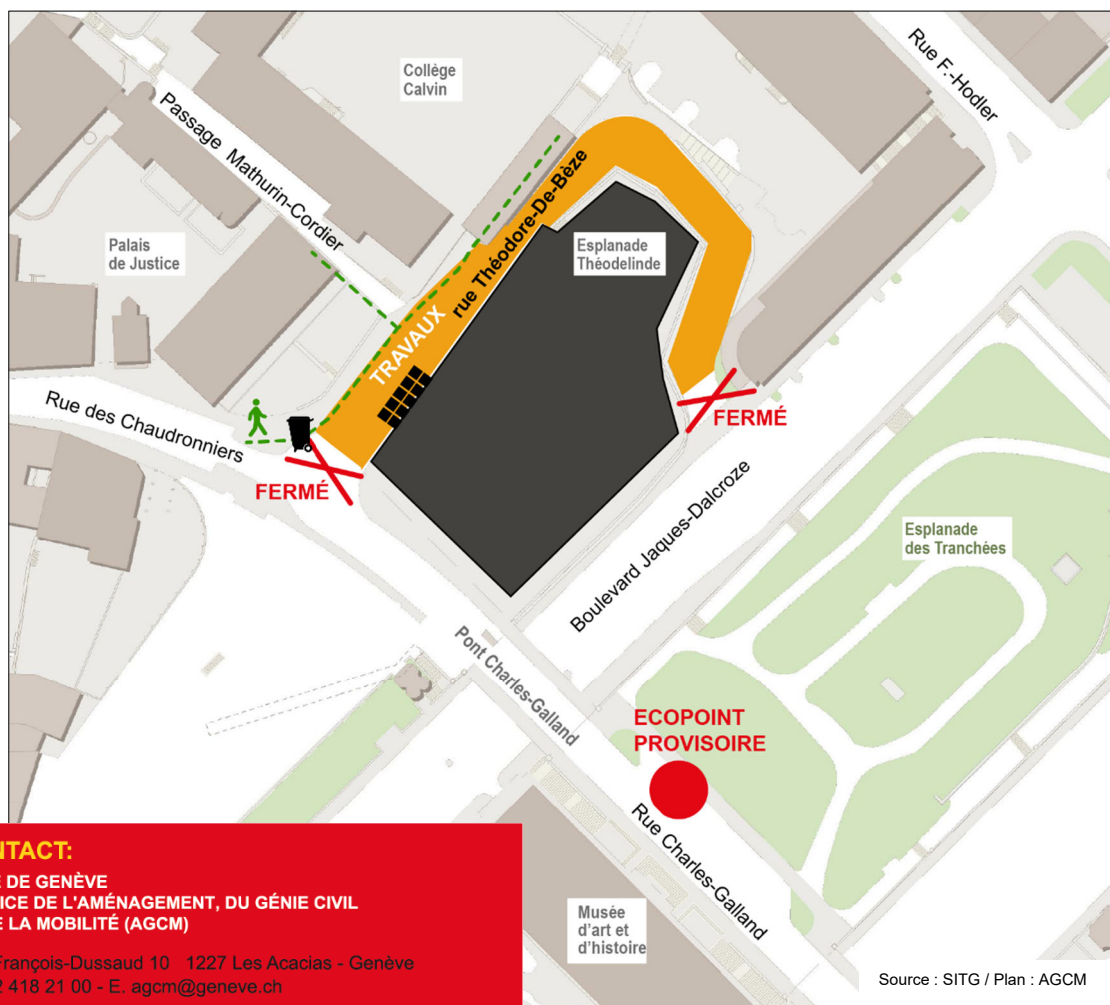 Rue F.-Hodler
Collège
Calvin
Passage Mathurin-Cordier
rue Théodore-De-Bèze
Palais
de Justice
Esplanade
Théodelinde
TRAVAUX
Rue des Chaudronniers
FERMÉ
FERMÉ
Esplanade
des Tranchées
Boulevard Jaques-Dalcroze
Pont Charles-Galland
ECOPOINT
PROVISOIRE
Rue Charles-Galland
Musée
d'art et
d'histoire
NTACT:
E DE GENÈVE
ICE DE L'AMÉNAGEMENT, DU GÉNIE CIVIL
E LA MOBILITÉ (AGCM)
François-Dussaud 10 1227 Les Acacias - Genève
2 418 21 00 - E. agcm@geneve.ch
Source : SITG / Plan : AGCM